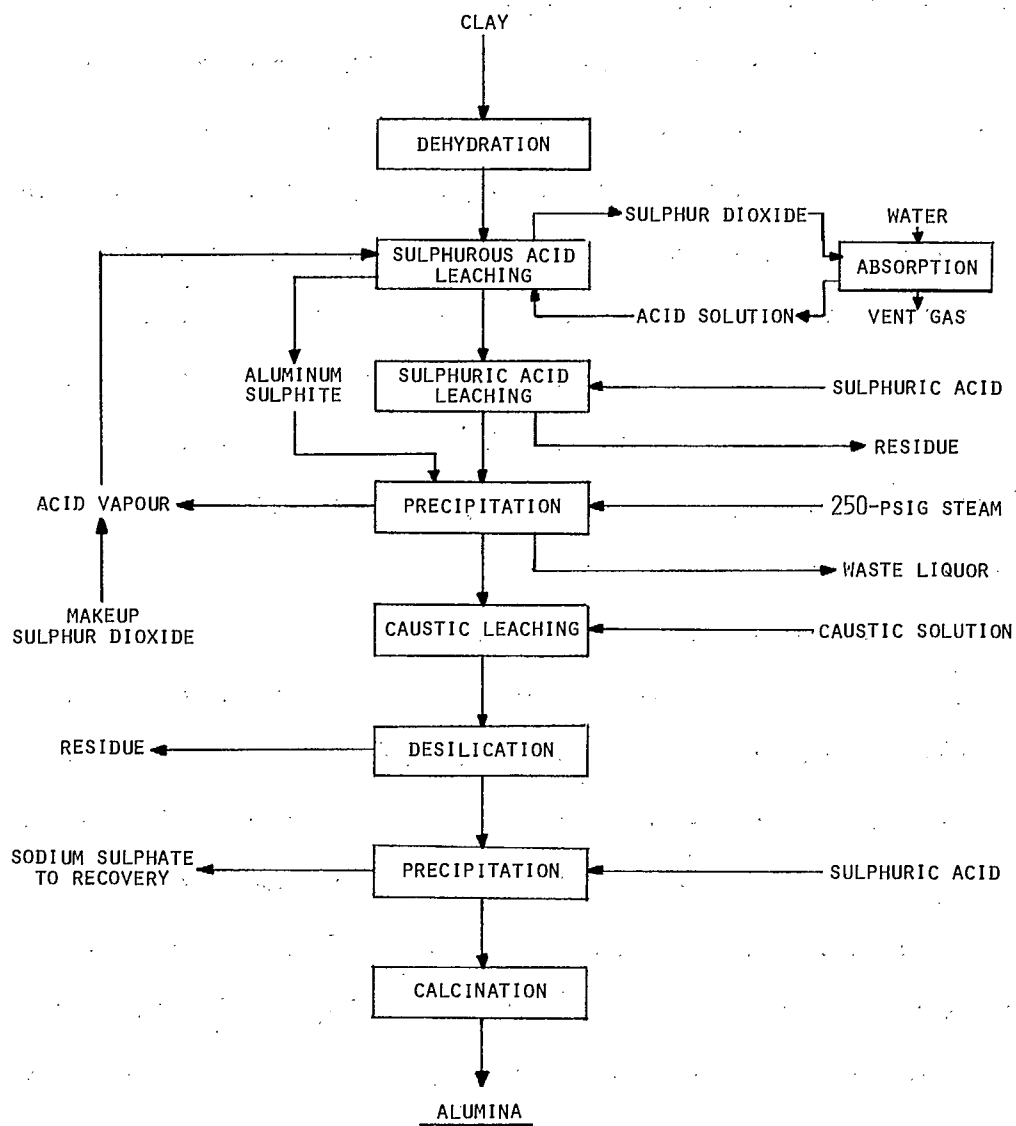 CLAY
DEHYDRATION
SULPHUR DIOXIDE
WATER
SULPHUROUS ACID
LEACHING
ABSORPTION
ACID SOLUTION
VENT GAS
ALUMINUM
SULPHITE
SULPHURIC ACID
LEACHING
SULPHURIC ACID
RESIDUE
ACID VAPOUR
PRECIPITATION
250-PSIG STEAM
WASTE LIQUOR
MAKEUP
SULPHUR DIOXIDE
CAUSTIC LEACHING
CAUSTIC SOLUTION
RESIDUE
DESILICATION
SODIUM SULPHATE
TO RECOVERY
PRECIPITATION
SULPHURIC ACID
CALCINATION
ALUMINA